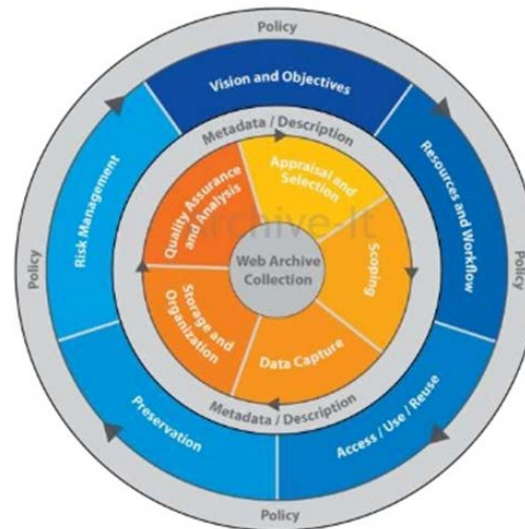 Policy
Vision and Objectives
Metadata / Description
Appraisal and
Selection
Quality Assurance
and Analysis
Risk Management
Resources and Workflow
Policy
Policy
Archive-It
Web Archive
Collection
Scoping
Storage and
Organization
Data Capture
Metadata / Description
Preservation
Access / Use / Reuse
Policy